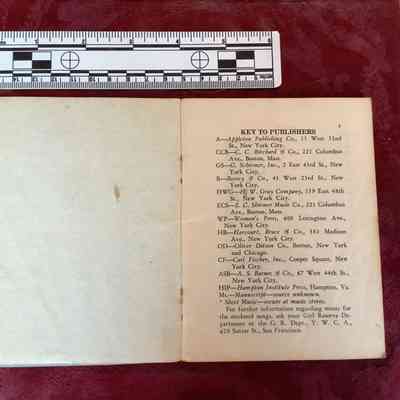 KEY TO PUBLISHERS
A—Appleton Publishing Co., 35 West 32nd
St., New York City.
CCB—C. C. Birchard & Co., 221 Columbus
Ave., Boston, Mass.
GS—G. Schirmer, Inc., 3 East 43rd St., New
York City.
B—Boosey & Co., 43 West 23rd St., New
York City.
HWG—H. W. Gray Company, 159 East 48th
St., New York City.
ECS—E. C. Shirmer Music Co., 221 Columbus
Ave., Boston, Mass.
WP—Women's Press, 600 Lexington Ave.,
New York City.
HB—Harcourt, Brace & Co., 383 Madison
Ave., New York City.
OD—Oliver Ditson Co., Boston, New York
and Chicago.
CF—Carl Fischer, Inc., Cooper Square, New
York City.
ASB—A. S. Barnes & Co., 67 West 44th
St., New York City.
HIP—Hampton Institute Press, Hampton, Va.
Ms.—Manuscript—source unknown.
* Sheet Music—secure at music stores.
For further information regarding music for
the enclosed songs, ask your Girl Reserve De-
partment or the G. R. Dept., Y. W. C. A.,
620 Sutter St., San Francisco.